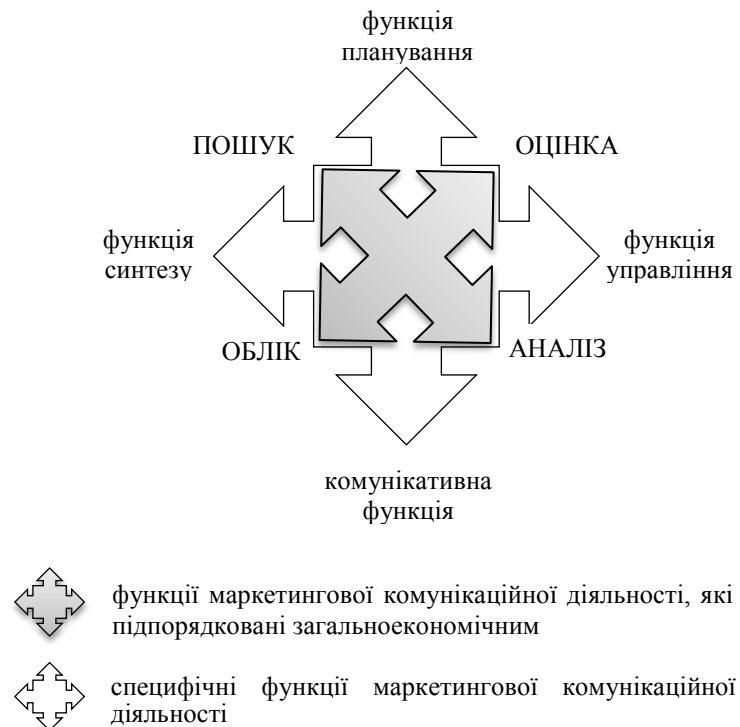 функція
планування
ПОШУК
ОЦІНКА
функція
синтезу
функція
управління
ОБЛІК
АНАЛІЗ
комунікативна
функція
функції маркетингової комунікаційної діяльності, які
підпорядковані загальноекономічним
специфічні функції маркетингової комунікаційної
діяльності